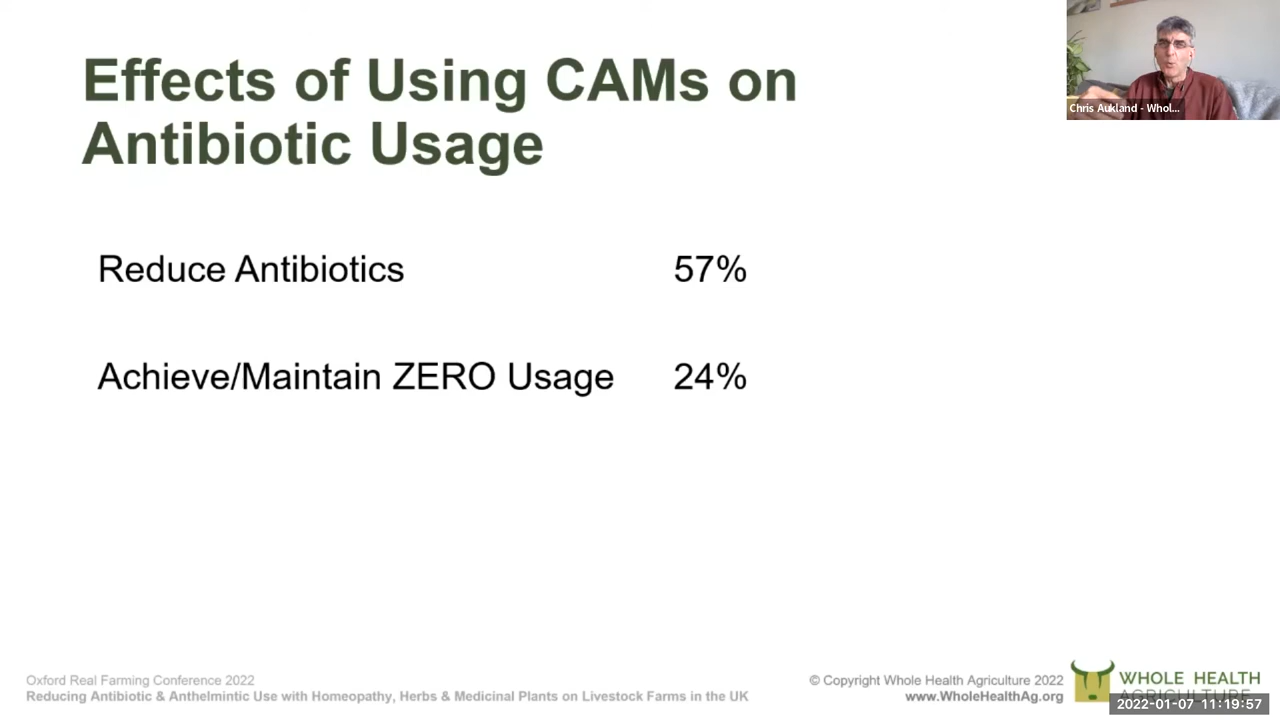 Effects of Using CAMs on
Antibiotic Usage
Chris Aukland - Whol...
Reduce Antibiotics 57%
Achieve/Maintain ZERO Usage 24%
Oxford Real Farming Conference 2022
Reducing Antibiotic & Anthelmintic Use with Homeopathy, Herbs & Medicinal Plants on Livestock Farms in the UK
© Copyright Whole Health Agriculture 2022
www.WholeHealthAg.org
WHOLE HEALTH
AGRICULTURE
2022-01-07 11:19:57